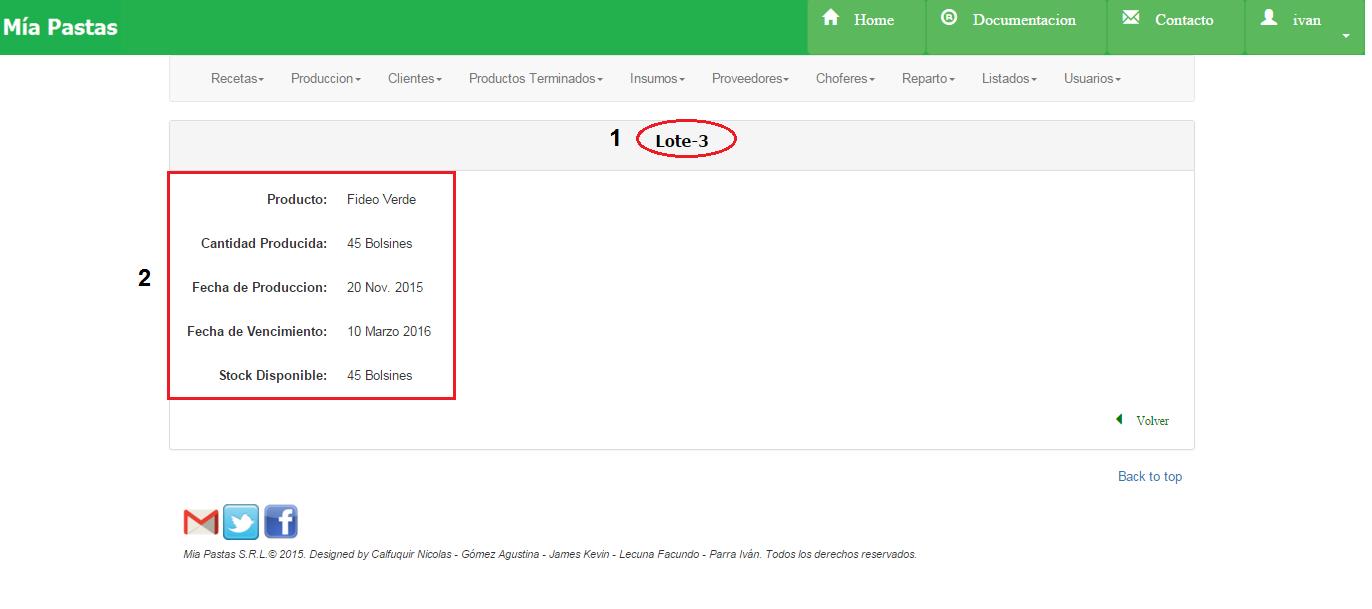 Mía Pastas Home Documentacion Contacto ivan
Recetas Produccion Clientes Productos Terminados Insumos Proveedores Choferes Reparto Listados Usuarios
1 Lote-3
2
Producto: Fideo Verde
Cantidad Producida: 45 Bolsines
Fecha de Produccion: 20 Nov. 2015
Fecha de Vencimiento: 10 Marzo 2016
Stock Disponible: 45 Bolsines
Volver
Back to top
Mia Pastas S.R.L.© 2015. Designed by Calfuquir Nicolas - Gómez Agustina - James Kevin - Lecuna Facundo - Parra Iván. Todos los derechos reservados.